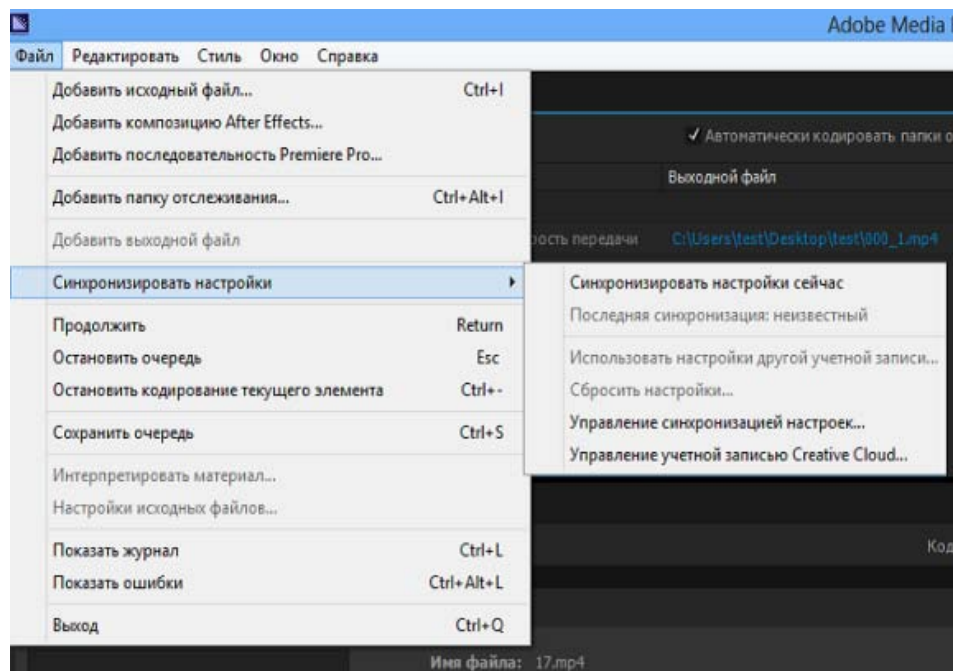 Adobe Media
Файл Редактировать Стиль Окно Справка
Добавить исходный файл... Ctrl+I
Добавить композицию After Effects...
Добавить последовательность Premiere Pro...
Добавить папку отслеживания... Ctrl+Alt+I
Добавить выходной файл
Синхронизировать настройки
Продолжить Return
Остановить очередь Esc
Остановить кодирование текущего элемента Ctrl+-
Сохранить очередь Ctrl+S
Интерпретировать материал...
Настройки исходных файлов...
Показать журнал Ctrl+L
Показать ошибки Ctrl+Alt+L
Выход Ctrl+Q
Автоматически кодировать папки о
Выходной файл
рость передачи C:\Users\test\Desktop\test\000_1.mp4
Синхронизировать настройки сейчас
Последняя синхронизация: неизвестный
Использовать настройки другой учетной записи...
Сбросить настройки...
Управление синхронизацией настроек...
Управление учетной записью Creative Cloud...
Код
Имя файла: 17.mp4